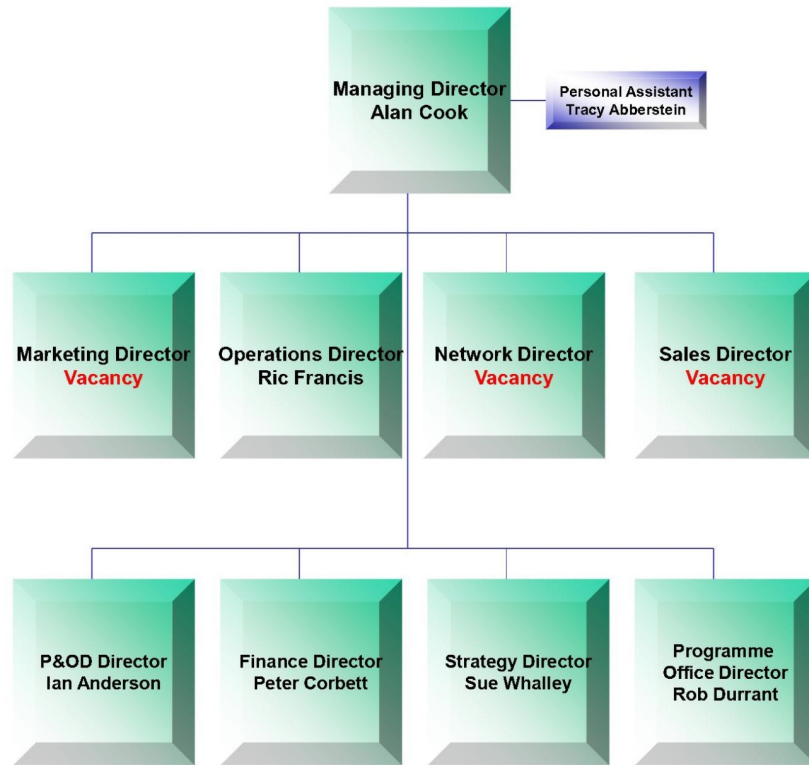 Managing Director
Alan Cook
Personal Assistant
Tracy Abberstein
Marketing Director
Vacancy
Operations Director
Ric Francis
Network Director
Vacancy
Sales Director
Vacancy
P&OD Director
Ian Anderson
Finance Director
Peter Corbett
Strategy Director
Sue Whalley
Programme
Office Director
Rob Durrant